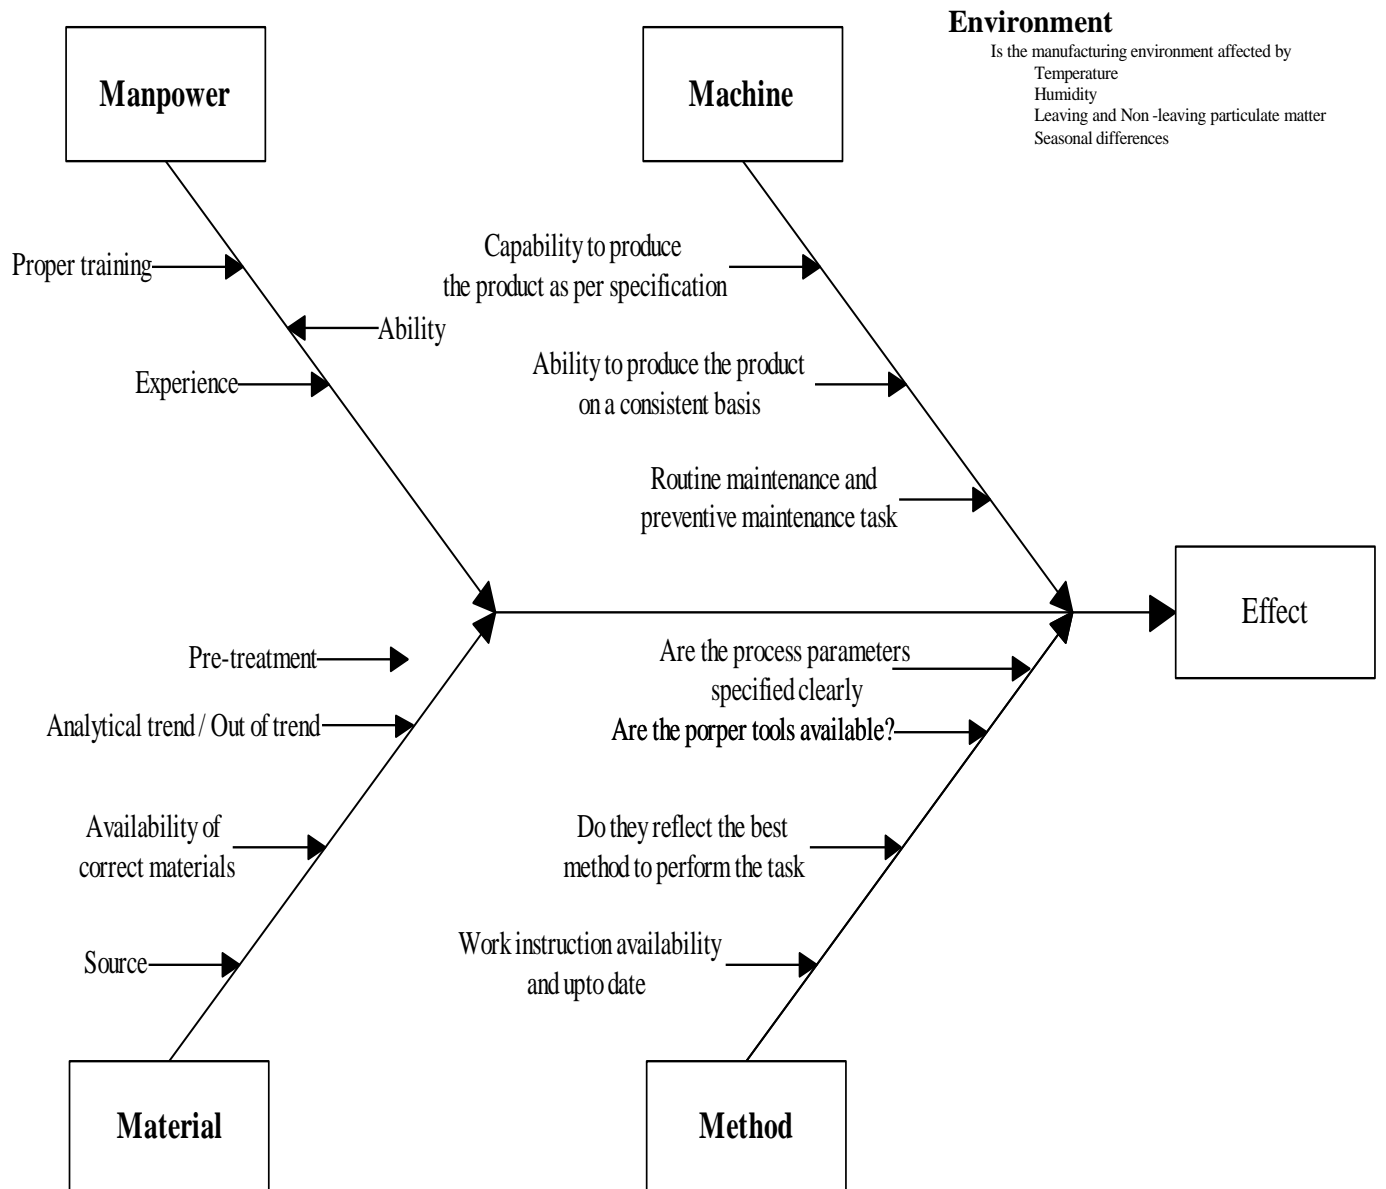 Environment
Is the manufacturing environment affected by
Temperature
Humidity
Leaving and Non -leaving particulate matter
Seasonal differences
Manpower
Machine
Proper training
Ability
Experience
Capability to produce
the product as per specification
Ability to produce the product
on a consistent basis
Routine maintenance and
preventive maintenance task
Effect
Pre-treatment
Analytical trend / Out of trend
Availability of
correct materials
Source
Are the process parameters
specified clearly
Are the porper tools available?
Do they reflect the best
method to perform the task
Work instruction availability
and upto date
Material
Method